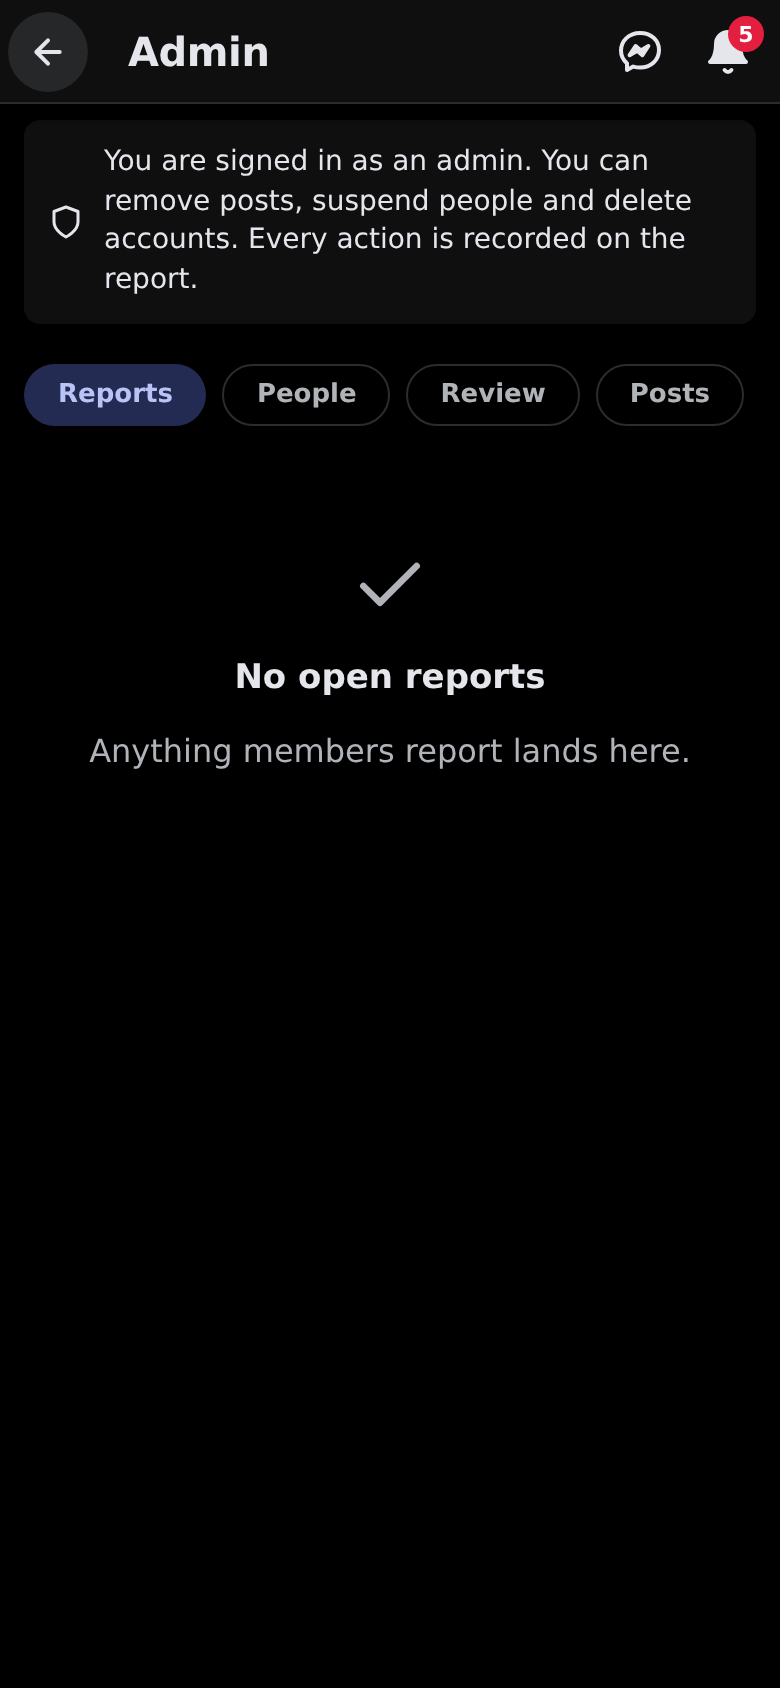 Admin
5
You are signed in as an admin. You can
remove posts, suspend people and delete
accounts. Every action is recorded on the
report.
Reports
People
Review
Posts
No open reports
Anything members report lands here.